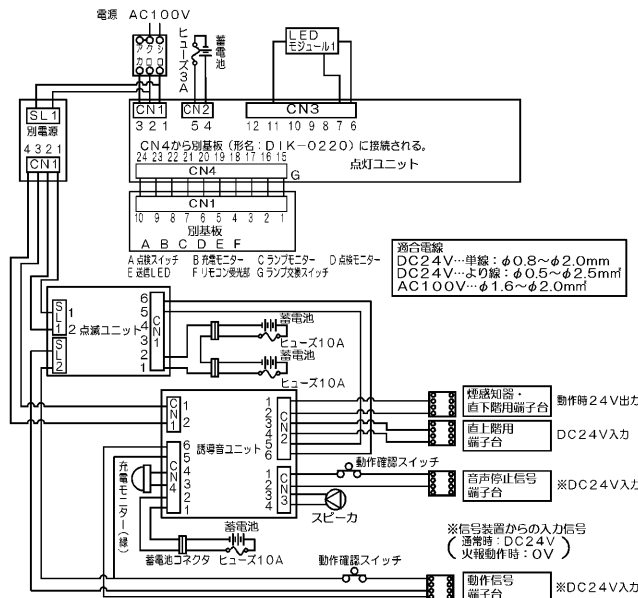 電源 AC100V
アカ クロ シロ
ヒューズ3A
蓄電池
LED
モジュール1
SL1
別電源
4 3 2 1
CN1
CN1
3 2 1
CN2
5 4
CN3
12 11 10 9 8 7 6
CN4から別基板(形名:DIK-0220)に接続される。
24 23 22 21 20 19 18 17 16 15
点灯ユニット
CN4
G
CN1
10 9 8 7 6 5 4 3 2 1
別基板
A B C D E F
A 点検スイッチ B 充電モニター C ランプモニター D 点検モニター
E 送信LED F リモコン受光部 G ランプ交換スイッチ
適合電線
DC24V…単線:φ0.8~φ2.0mm
DC24V…より線:φ0.5~φ2.5m㎡
AC100V…φ1.6~φ2.0m㎡
SL1
1
2
点滅ユニット
SL2
6
5
4
3
2
1
CN1
蓄電池
ヒューズ10A
蓄電池
ヒューズ10A
CN1
1
2
誘導音ユニット
1
2
3
4
5
6
CN2
煙感知器・
直下階用端子台
動作時24V出力
直上階用
端子台
DC24V入力
6
5
4
3
2
1
CN4
1
2
3
4
CN3
動作確認スイッチ
音声停止信号
端子台
※DC24V入力
スピーカ
充電モニター(緑)
蓄電池
蓄電池コネクタ
ヒューズ10A
※信号装置からの入力信号
(通常時:DC24V
火報動作時:0V)
動作確認スイッチ
動作信号
端子台
※DC24V入力